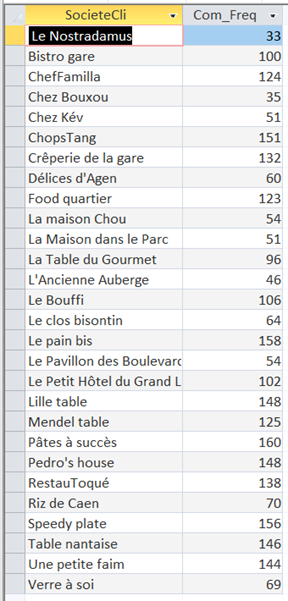 SocieteCli Com_Freq
Le Nostradamus 33
Bistro gare 100
ChefFamilla 124
Chez Bouxou 35
Chez Kév 51
ChopsTang 151
Crêperie de la gare 132
Délices d'Agen 60
Food quartier 123
La maison Chou 54
La Maison dans le Parc 51
La Table du Gourmet 96
L'Ancienne Auberge 46
Le Bouffi 106
Le clos bisontin 64
Le pain bis 158
Le Pavillon des Boulevard 54
Le Petit Hôtel du Grand L 102
Lille table 148
Mendel table 125
Pâtes à succès 160
Pedro's house 148
RestauToqué 138
Riz de Caen 70
Speedy plate 156
Table nantaise 146
Une petite faim 144
Verre à soi 69